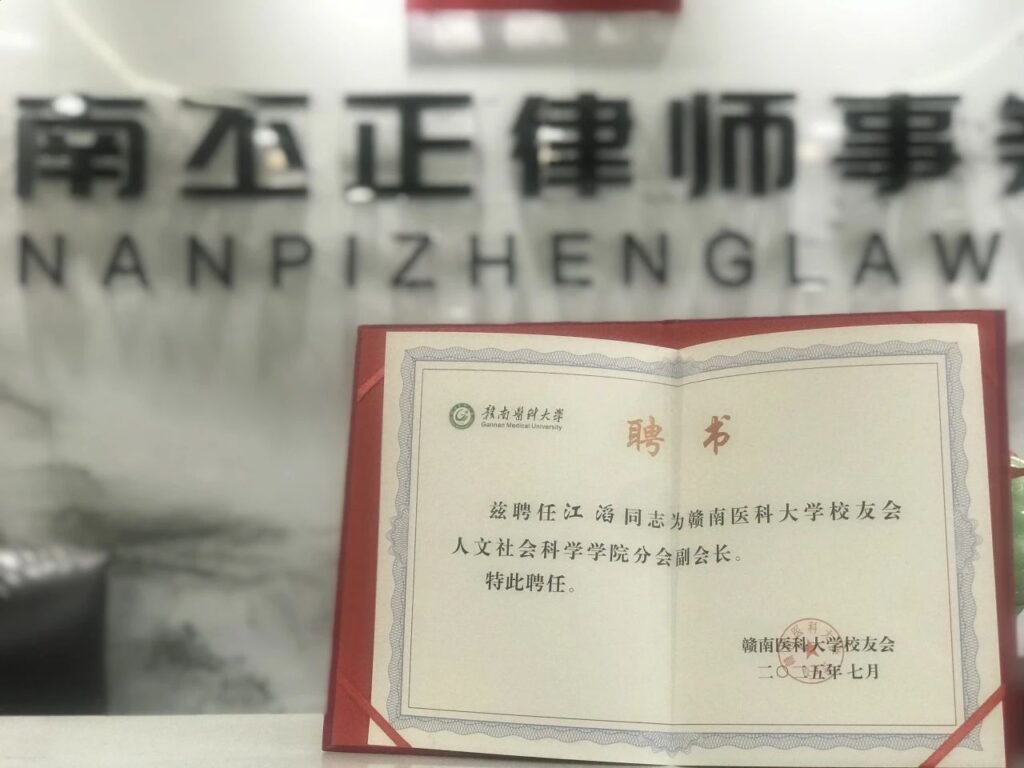 南丕正律师事
NANPIZHENGLAW
赣南医科大学
Gannan Medical University
聘书
兹聘任江滔同志为赣南医科大学校友会
人文社会科学学院分会副会长。
特此聘任。
赣南医科大学校友会
二〇二五年七月